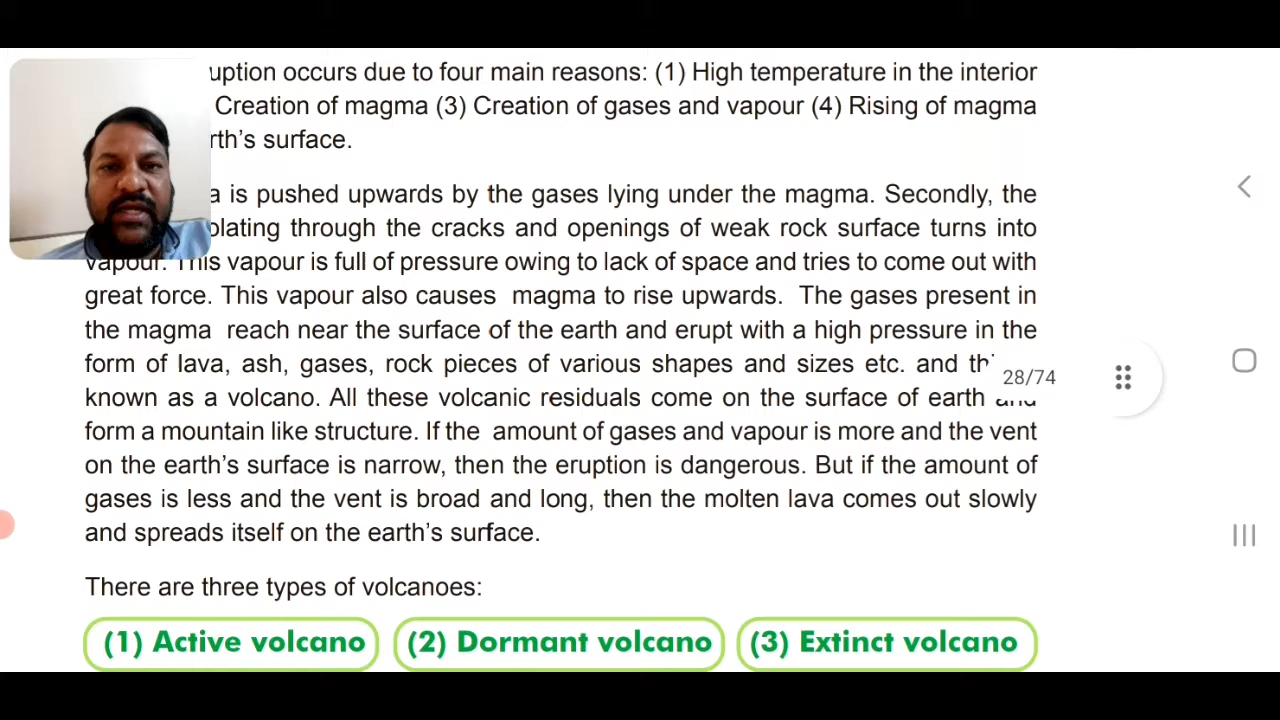 uption occurs due to four main reasons: (1) High temperature in the interior
Creation of magma (3) Creation of gases and vapour (4) Rising of magma
rth's surface.
a is pushed upwards by the gases lying under the magma. Secondly, the
olating through the cracks and openings of weak rock surface turns into
vapour. This vapour is full of pressure owing to lack of space and tries to come out with
great force. This vapour also causes magma to rise upwards. The gases present in
the magma reach near the surface of the earth and erupt with a high pressure in the
form of lava, ash, gases, rock pieces of various shapes and sizes etc. and th
28/74
known as a volcano. All these volcanic residuals come on the surface of earth and
form a mountain like structure. If the amount of gases and vapour is more and the vent
on the earth's surface is narrow, then the eruption is dangerous. But if the amount of
gases is less and the vent is broad and long, then the molten lava comes out slowly
and spreads itself on the earth's surface.
There are three types of volcanoes:
(1) Active volcano (2) Dormant volcano (3) Extinct volcano